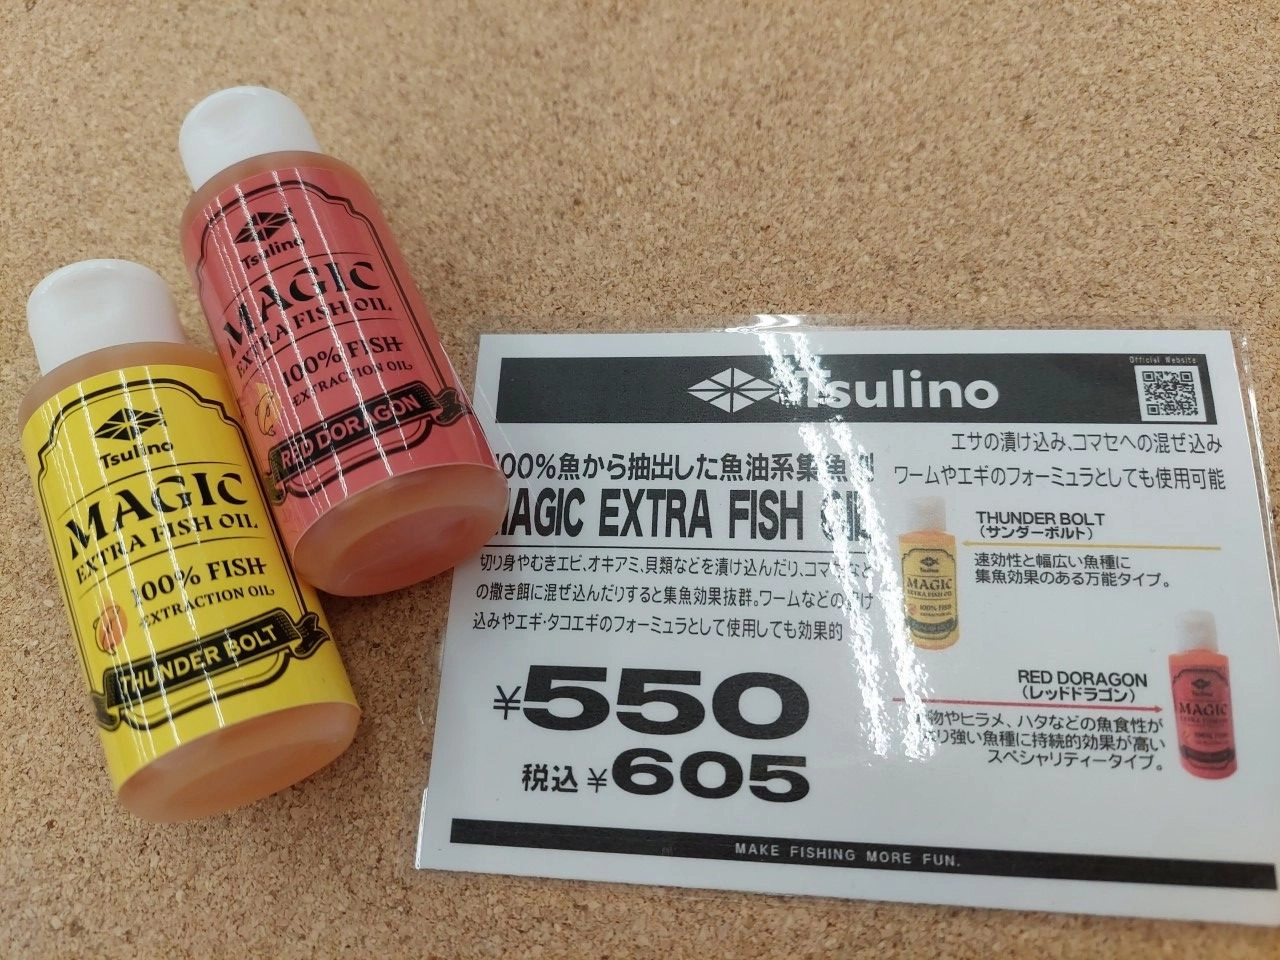 Tsulino
MAGIC
EXTRA FISH OIL
100% FISH
EXTRACTION OIL
RED DORAGON
Tsulino
MAGIC
EXTRA FISH OIL
100% FISH
EXTRACTION OIL
THUNDER BOLT
Tsulino
Official Website
100%魚から抽出した魚油系集魚剤
MAGIC EXTRA FISH OIL
切り身やむきエビ、オキアミ、貝類などを漬け込んだり、コマセなど
の撒き餌に混ぜ込んだりすると集魚効果抜群。ワームなどの漬け
込みやエギ・タコエギのフォーミュラとして使用しても効果的
¥550
税込¥605
エサの漬け込み、コマセへの混ぜ込み
ワームやエギのフォーミュラとしても使用可能
THUNDER BOLT
(サンダーボルト)
速効性と幅広い魚種に
集魚効果のある万能タイプ。
MAGIC
RED DORAGON
(レッドドラゴン)
物やヒラメ、ハタなどの魚食性が
より強い魚種に持続的効果が高い
スペシャリティータイプ。
MAGIC
MAKE FISHING MORE FUN.